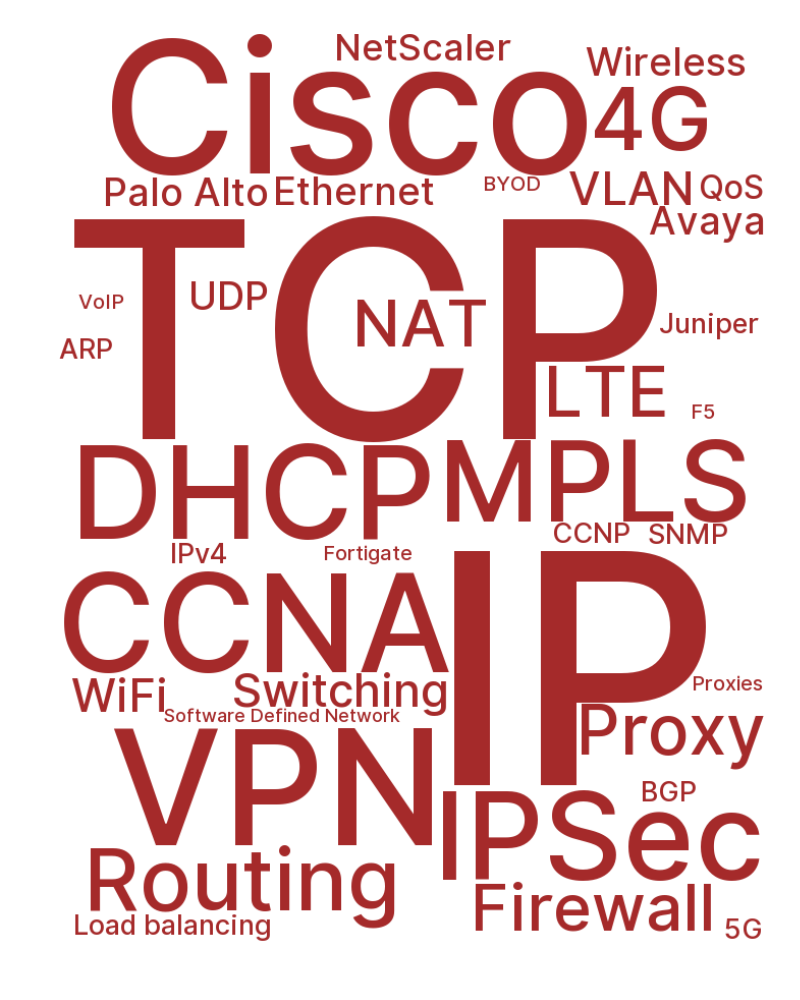 NetScaler
Wireless
Cisco
4G
Palo Alto
Ethernet
BYOD
VLAN
QoS
Avaya
TCP
UDP
VoIP
NAT
Juniper
ARP
LTE
F5
DHCP
MPLS
CCNP
SNMP
IPv4
Fortigate
CCNA
IP
WiFi
Switching
Proxies
Software Defined Network
Proxy
VPN
BGP
IPSec
Routing
Firewall
Load balancing
5G